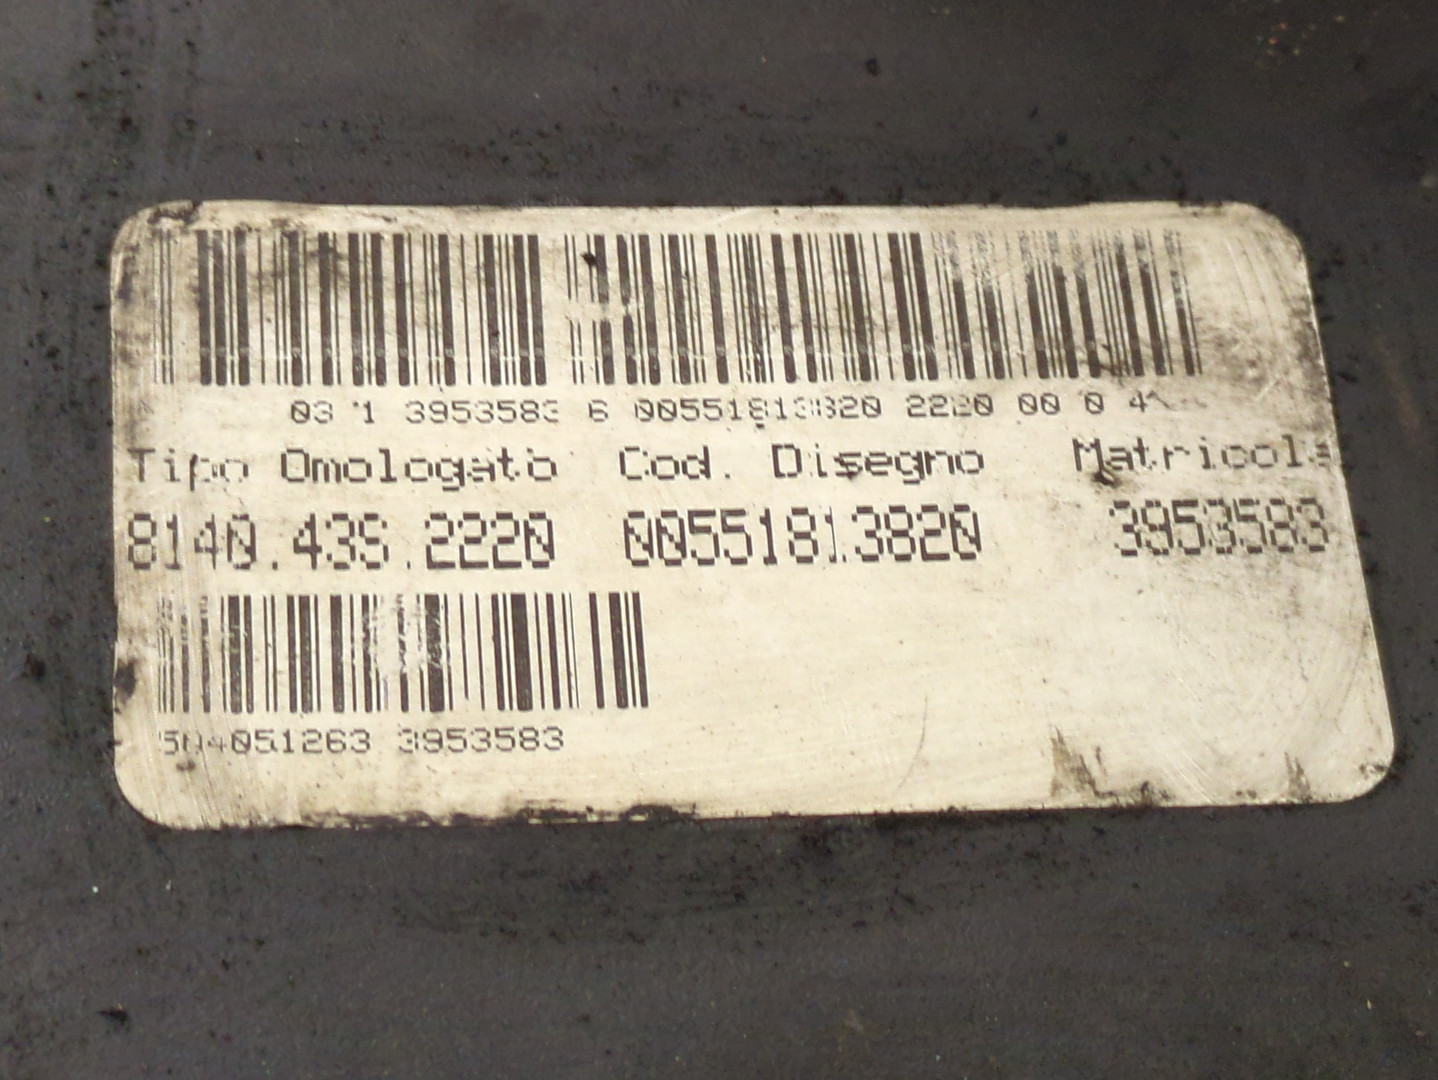 03 1 3953583 6 00551813820 2220 00 0 4
Tipo Omologato Cod. Disegno Matricola
8140.43S.2220 00551813820 3953583
504051263 3953583